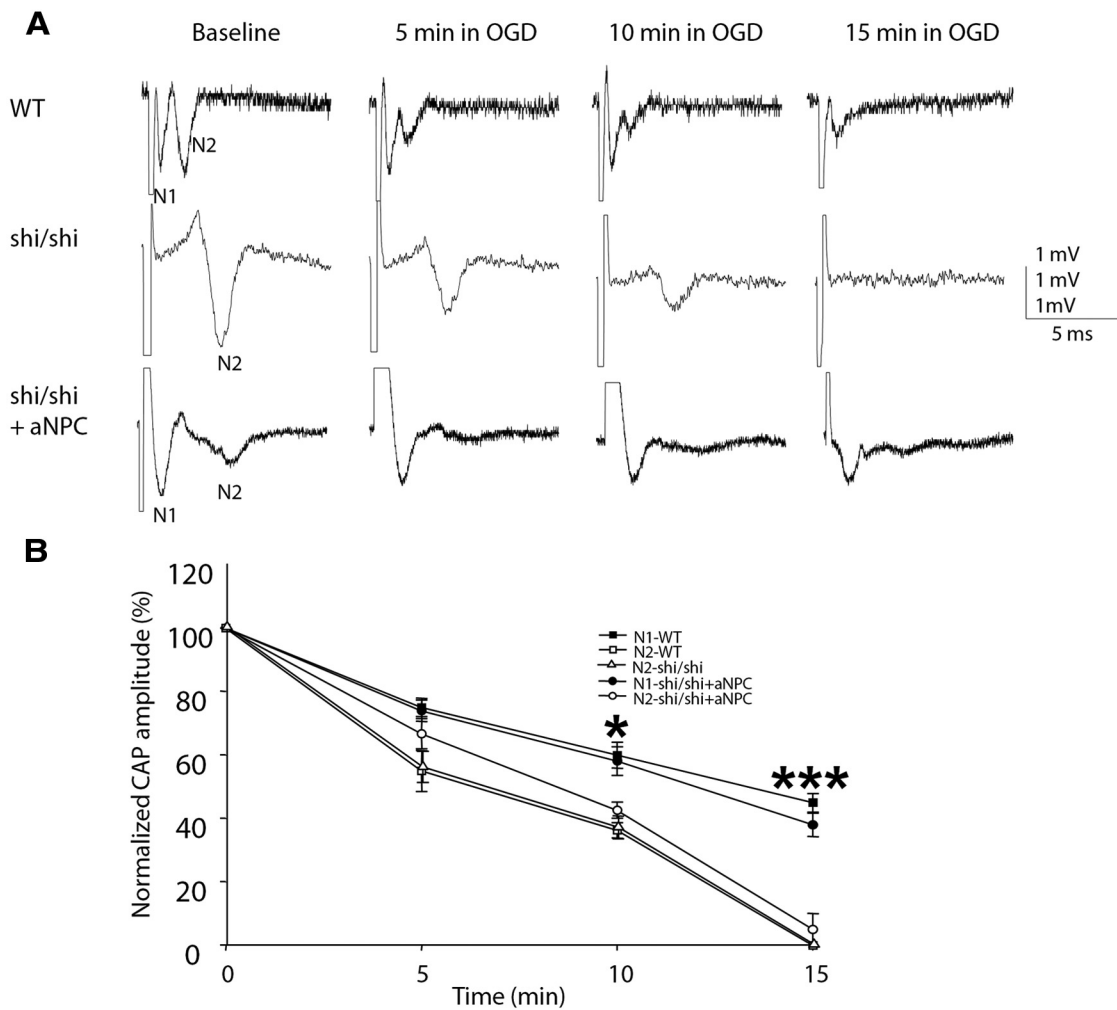 A
Baseline
5 min in OGD
10 min in OGD
15 min in OGD
WT
N1
N2
shi/shi
N2
1 mV
1 mV
1mV
5 ms
shi/shi
+ aNPC
N1
N2
B
Normalized CAP amplitude (%)
120
100
80
60
40
20
0
N1-WT
N2-WT
N2-shi/shi
N1-shi/shi+aNPC
N2-shi/shi+aNPC
*
***
0
5
10
15
Time (min)